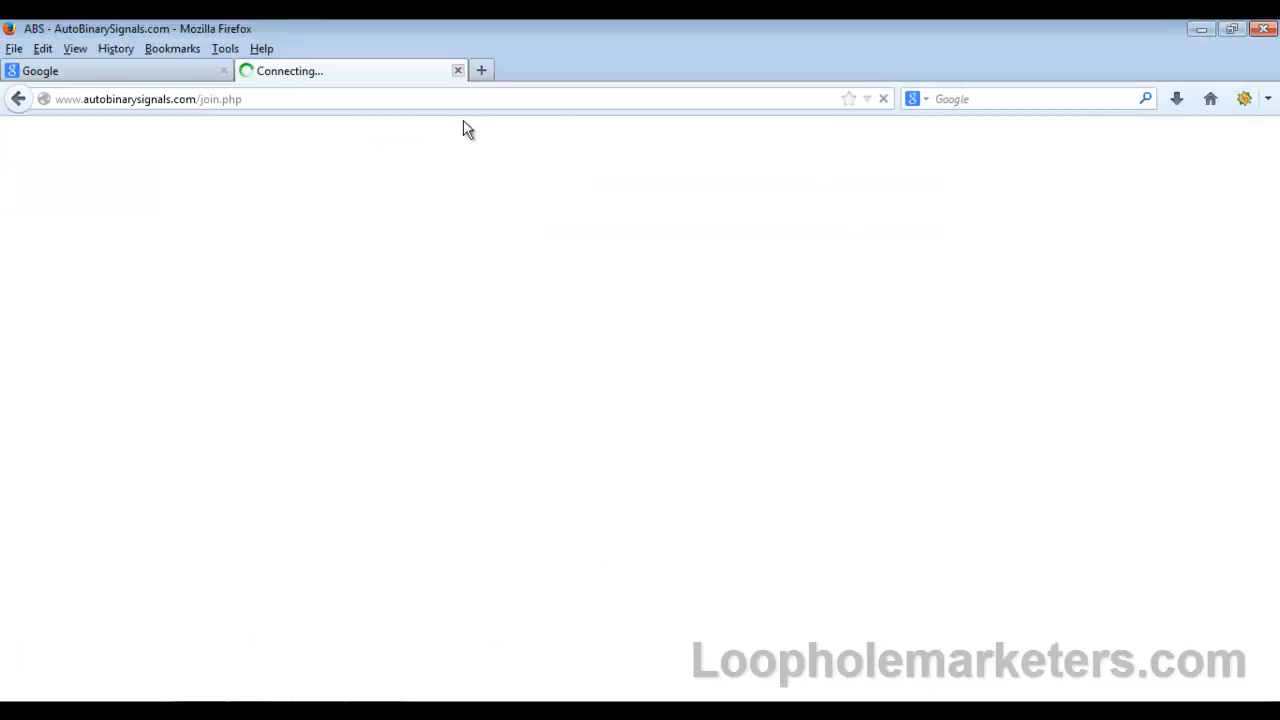 ABS - AutoBinarySignals.com - Mozilla Firefox
File Edit View History Bookmarks Tools Help
Google
Connecting...
www.autobinarysignals.com/join.php
Google
Loopholemarketers.com